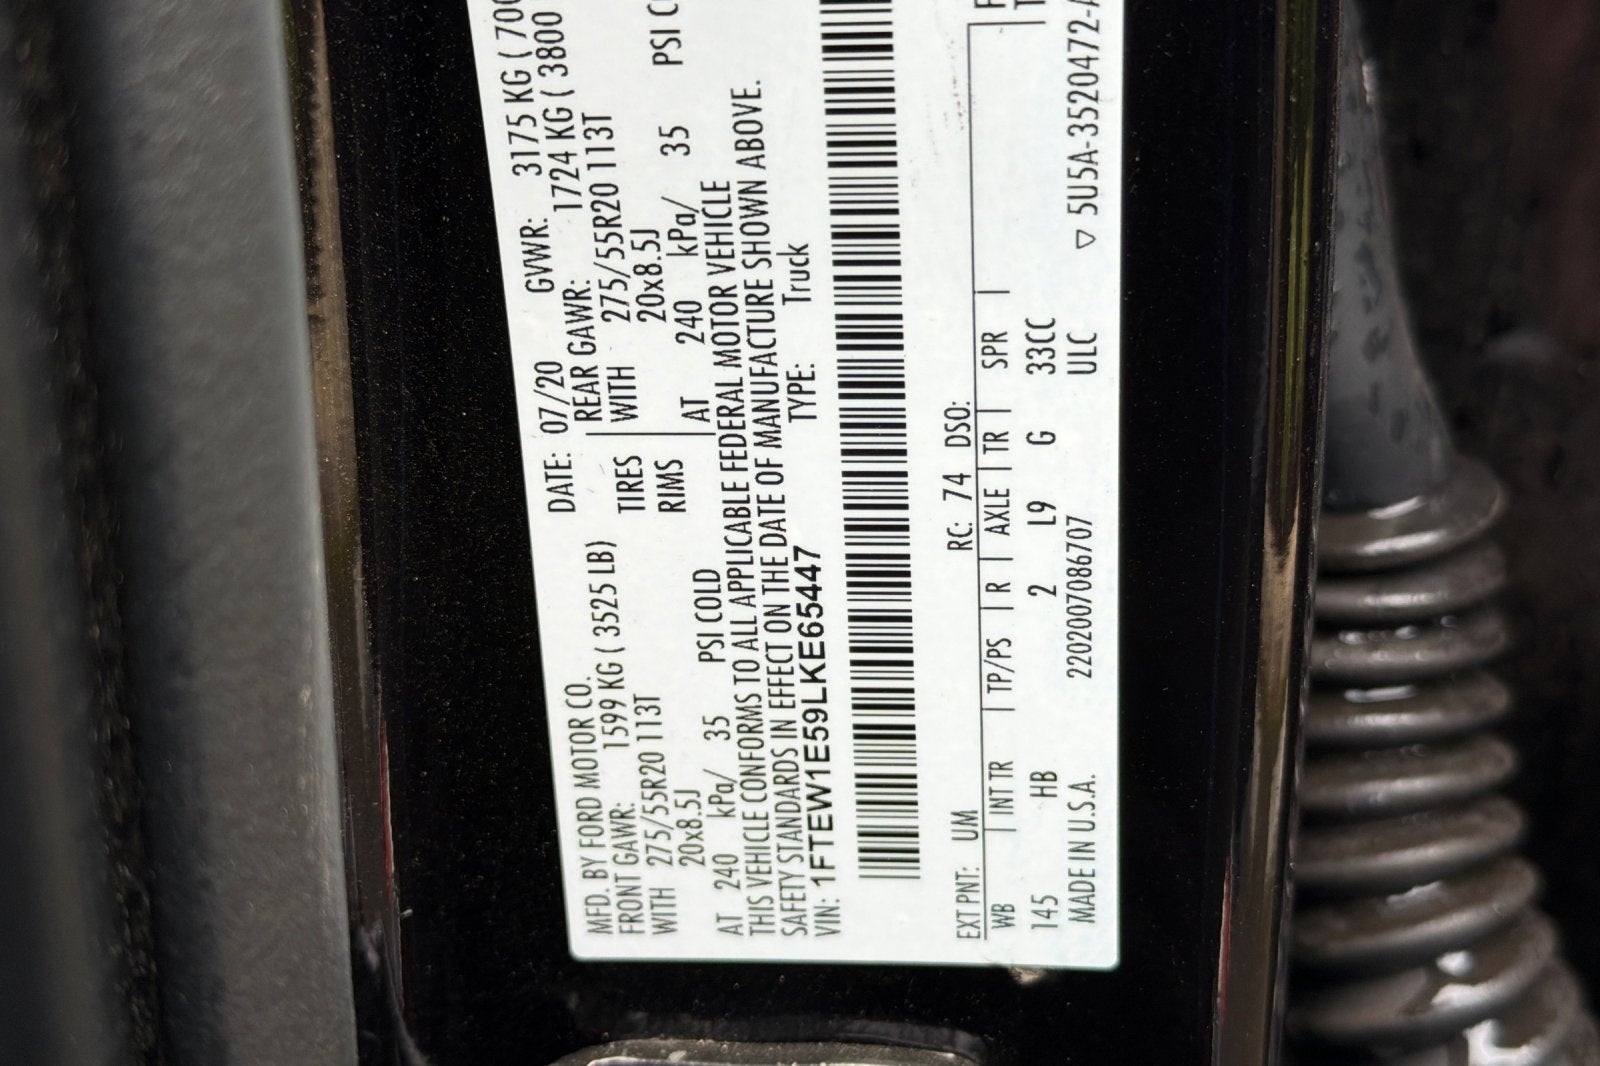 MFD. BY FORD MOTOR CO. DATE: 07/20 GVWR: 3175 KG ( 700
FRONT GAWR: 1599 KG ( 3525 LB) REAR GAWR: 1724 KG ( 3800
WITH 275/55R20 113T TIRES WITH 275/55R20 113T
20x8.5J RIMS 20x8.5J
AT 240 kPa/ 35 PSI COLD AT 240 kPa/ 35 PSI
THIS VEHICLE CONFORMS TO ALL APPLICABLE FEDERAL MOTOR VEHICLE
SAFETY STANDARDS IN EFFECT ON THE DATE OF MANUFACTURE SHOWN ABOVE.
VIN: 1FTEW1E59LKE65447 TYPE: Truck
EXT PNT: UM RC: 74 DSO:
WB INT TR TP/PS R AXLE TR SPR
145 HB 2 L9 G 33CC
MADE IN U.S.A. 220200708670​7 ULC ▽ 5U5A-3520472-A